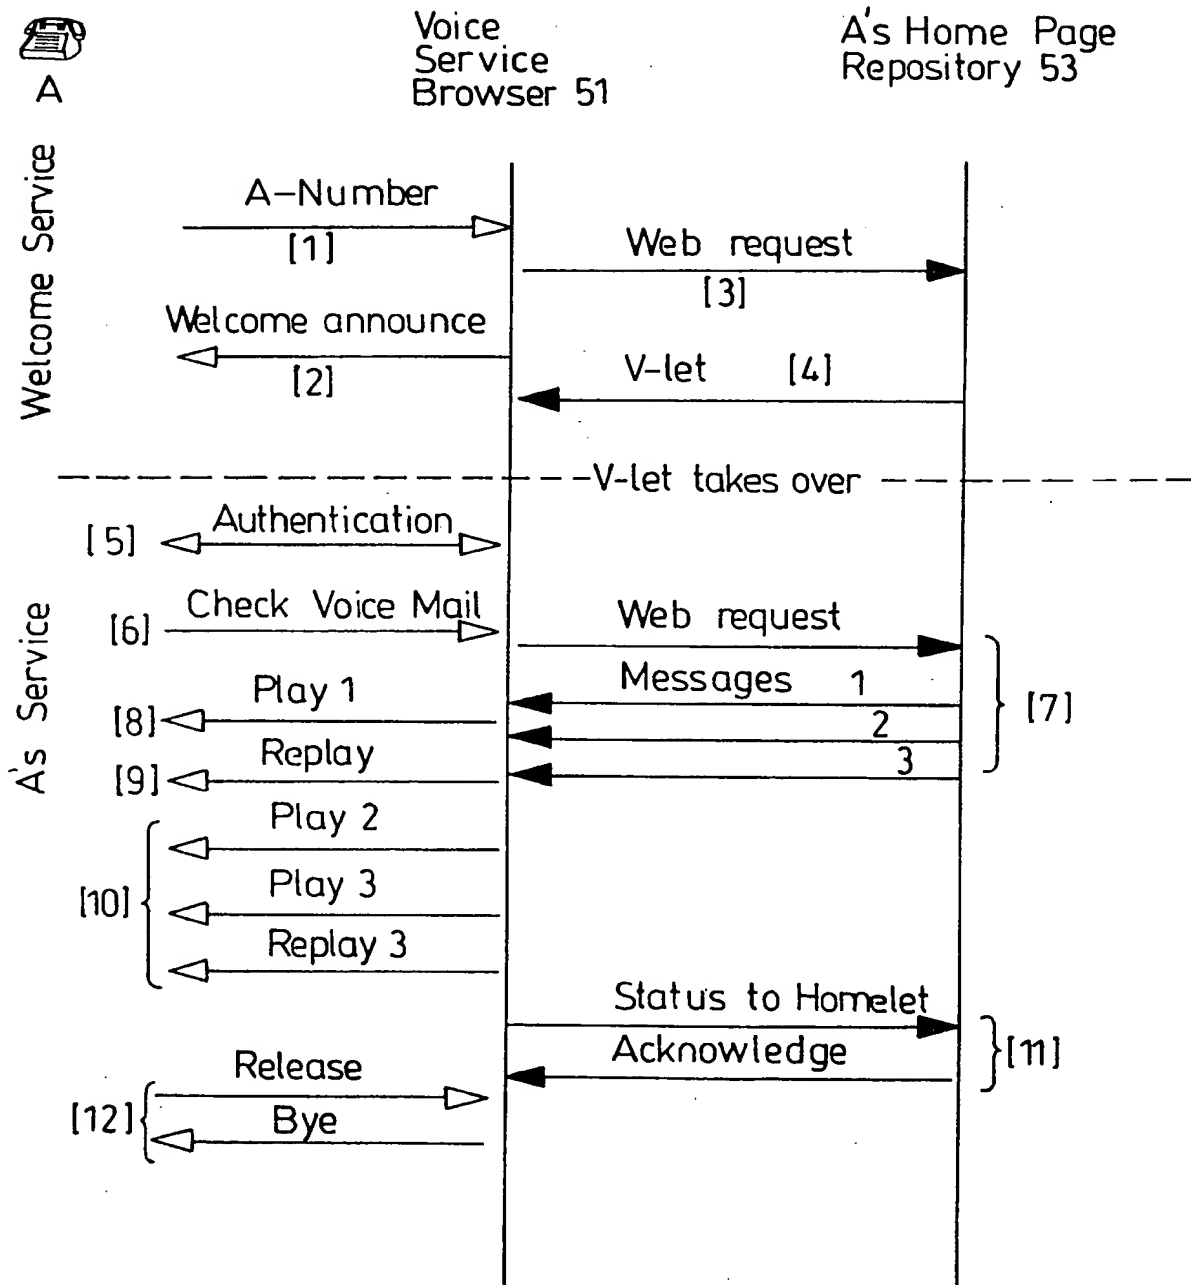 Voice
Service
Browser 51
A's Home Page
Repository 53
A
Welcome Service
A-Number
[1]
Web request
[3]
Welcome announce
[2]
V-let [4]
V-let takes over
[5] Authentication
A's Service
[6] Check Voice Mail
Web request
Messages 1
[7]
[8] Play 1
2
[9] Replay
3
Play 2
[10] Play 3
Replay 3
Status to Homelet
Acknowledge
[11]
Release
[12] Bye